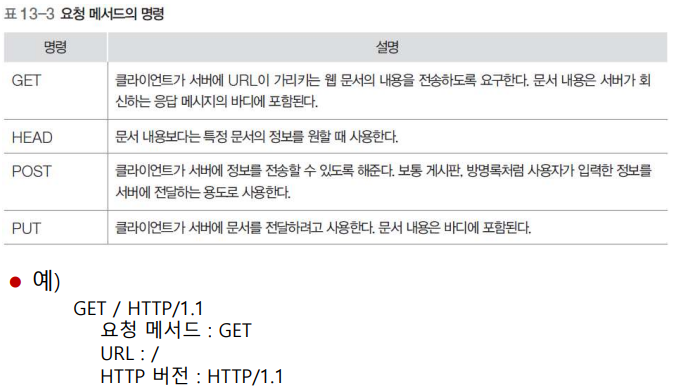 표 13-3 요청 메서드의 명령
명령 설명
GET 클라이언트가 서버에 URL이 가리키는 웹 문서의 내용을 전송하도록 요구한다. 문서 내용은 서버가 회
신하는 응답 메시지의 바디에 포함된다.
HEAD 문서 내용보다는 특정 문서의 정보를 원할 때 사용한다.
POST 클라이언트가 서버에 정보를 전송할 수 있도록 해준다. 보통 게시판, 방명록처럼 사용자가 입력한 정보를
서버에 전달하는 용도로 사용한다.
PUT 클라이언트가 서버에 문서를 전달하려고 사용한다. 문서 내용은 바디에 포함된다.
● 예)
GET / HTTP/1.1
요청 메서드 : GET
URL : /
HTTP 버전 : HTTP/1.1